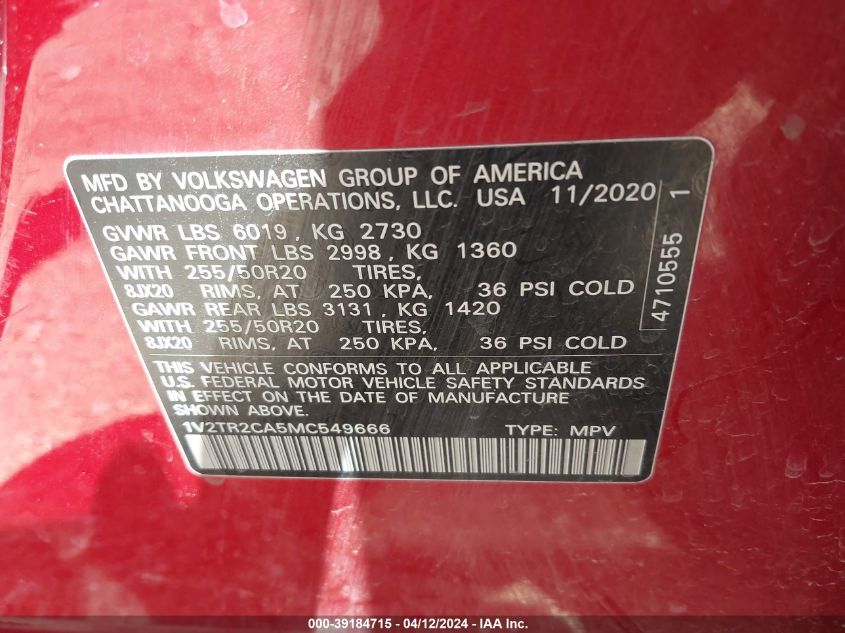 MFD BY VOLKSWAGEN GROUP OF AMERICA
CHATTANOOGA OPERATIONS, LLC. USA 11/2020
GVWR LBS 6019, KG 2730
GAWR FRONT LBS 2998, KG 1360
WITH 255/50R20 TIRES,
8JX20 RIMS, AT 250 KPA, 36 PSI COLD
GAWR REAR LBS 3131, KG 1420
WITH 255/50R20 TIRES,
8JX20 RIMS, AT 250 KPA, 36 PSI COLD
THIS VEHICLE CONFORMS TO ALL APPLICABLE
U.S. FEDERAL MOTOR VEHICLE SAFETY STANDARDS
IN EFFECT ON THE DATE OF MANUFACTURE
1V2TR2CA5MC549666 TYPE: MPV
4710555 1
000-39184715 - 04/12/2024 - IAA Inc.